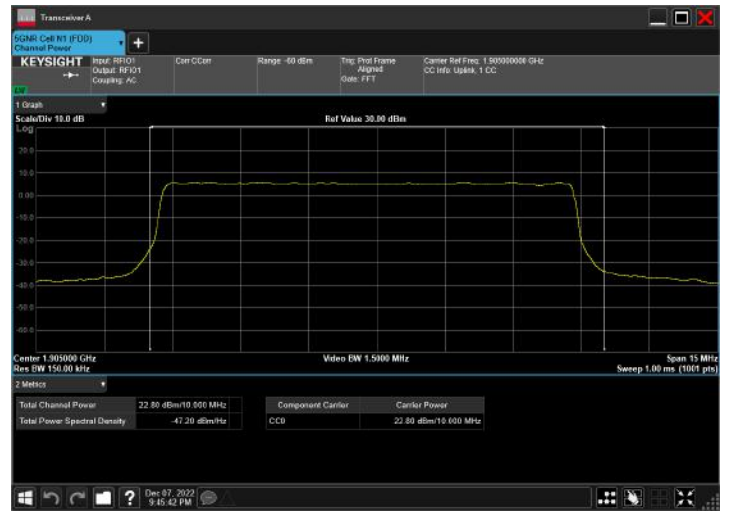 Transceiver A
5GNR Cell N1 (FDD)
Channel Power
KEYSIGHT
Input: RFIO1
Output: RFIO1
Coupling: AC
Corr CCorr
Range -60 dBm
Trig: Prot Frame
Aligned
Gate: FFT
Carrier Ref Freq: 1.905000000 GHz
CC Info: Uplink, 1 CC
1 Graph
Scale/Div 10.0 dB
Ref Value 30.00 dBm
Log
20.0
10.0
0.00
-10.0
-20.0
-30.0
-40.0
-50.0
-60.0
Center 1.905000 GHz
Video BW 1.5000 MHz
Span 15 MHz
Res BW 150.00 kHz
Sweep 1.00 ms (1001 pts)
2 Metrics
Total Channel Power
22.80 dBm/10.000 MHz
Total Power Spectral Density
-47.20 dBm/Hz
Component Carrier
Carrier Power
CC0
22.80 dBm/10.000 MHz
?
Dec 07, 2022
9:45:42 PM